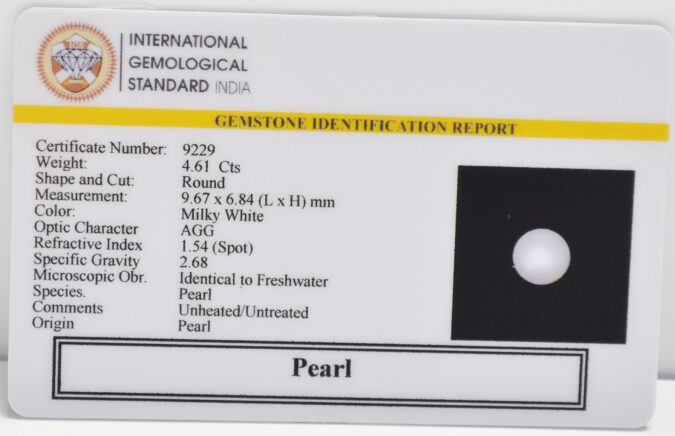 INTERNATIONAL
GEMOLOGICAL
STANDARD INDIA
GEMSTONE IDENTIFICATION REPORT
Certificate Number: 9229
Weight: 4.61 Cts
Shape and Cut: Round
Measurement: 9.67 x 6.84 (L x H) mm
Color: Milky White
Optic Character AGG
Refractive Index 1.54 (Spot)
Specific Gravity 2.68
Microscopic Obr. Identical to Freshwater
Species. Pearl
Comments Unheated/Untreated
Origin Pearl
Pearl